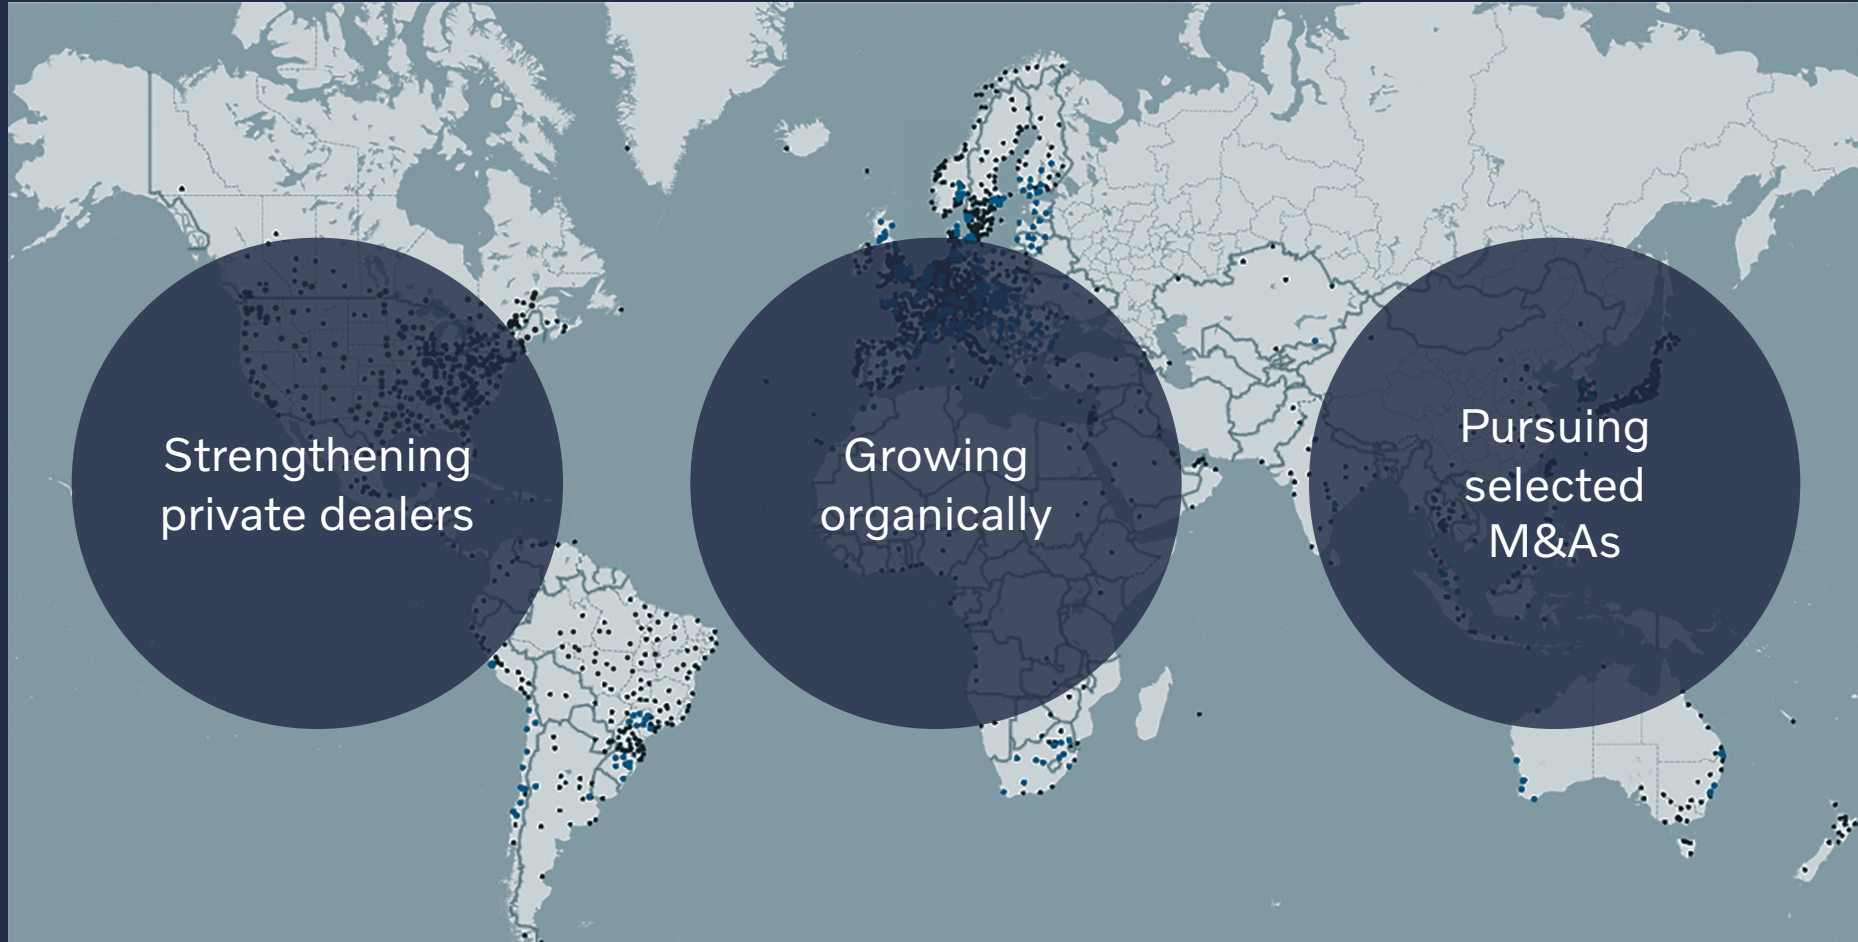 Strengthening
private dealers
Growing
organically
Pursuing
selected
M&As